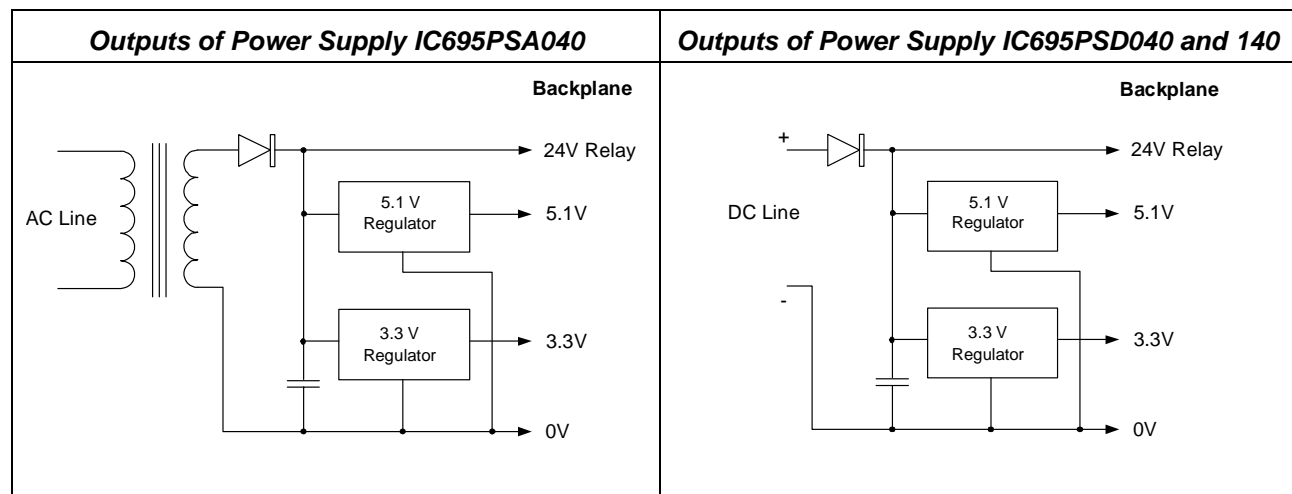 Outputs of Power Supply IC695PSA040
Backplane
24V Relay
AC Line
5.1 V
Regulator
5.1V
3.3 V
Regulator
3.3V
0V
Outputs of Power Supply IC695PSD040 and 140
Backplane
+
24V Relay
DC Line
5.1 V
Regulator
5.1V
-
3.3 V
Regulator
3.3V
0V